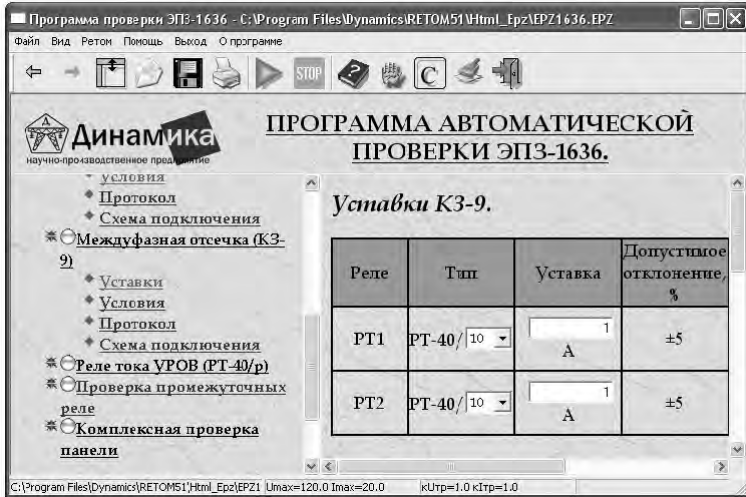 Программа проверки ЭПЗ-1636 - C:\Program Files\Dynamics\RETOM51\Html_Epz\EPZ1636.EPZ
Файл Вид Ретом Помощь Выход О программе
STOP
C
Динамика
научно-производственное предприятие
ПРОГРАММА АВТОМАТИЧЕСКОЙ
ПРОВЕРКИ ЭПЗ-1636.
Условия
Протокол
Схема подключения
Междуфазная отсечка (КЗ-
9)
Уставки
Условия
Протокол
Схема подключения
Реле тока УРОВ (РТ-40/р)
Проверка промежуточных
реле
Комплексная проверка
панели
Уставки КЗ-9.
Реле Тип Уставка Допустимое
отклонение,
%
РТ1 РТ-40/ 10 1
А ±5
РТ2 РТ-40/ 10 1
А ±5
C:\Program Files\Dynamics\RETOM51\Html_Epz\EPZ1 Umax=120.0 Imax=20.0 кUтр=1.0 кIтр=1.0